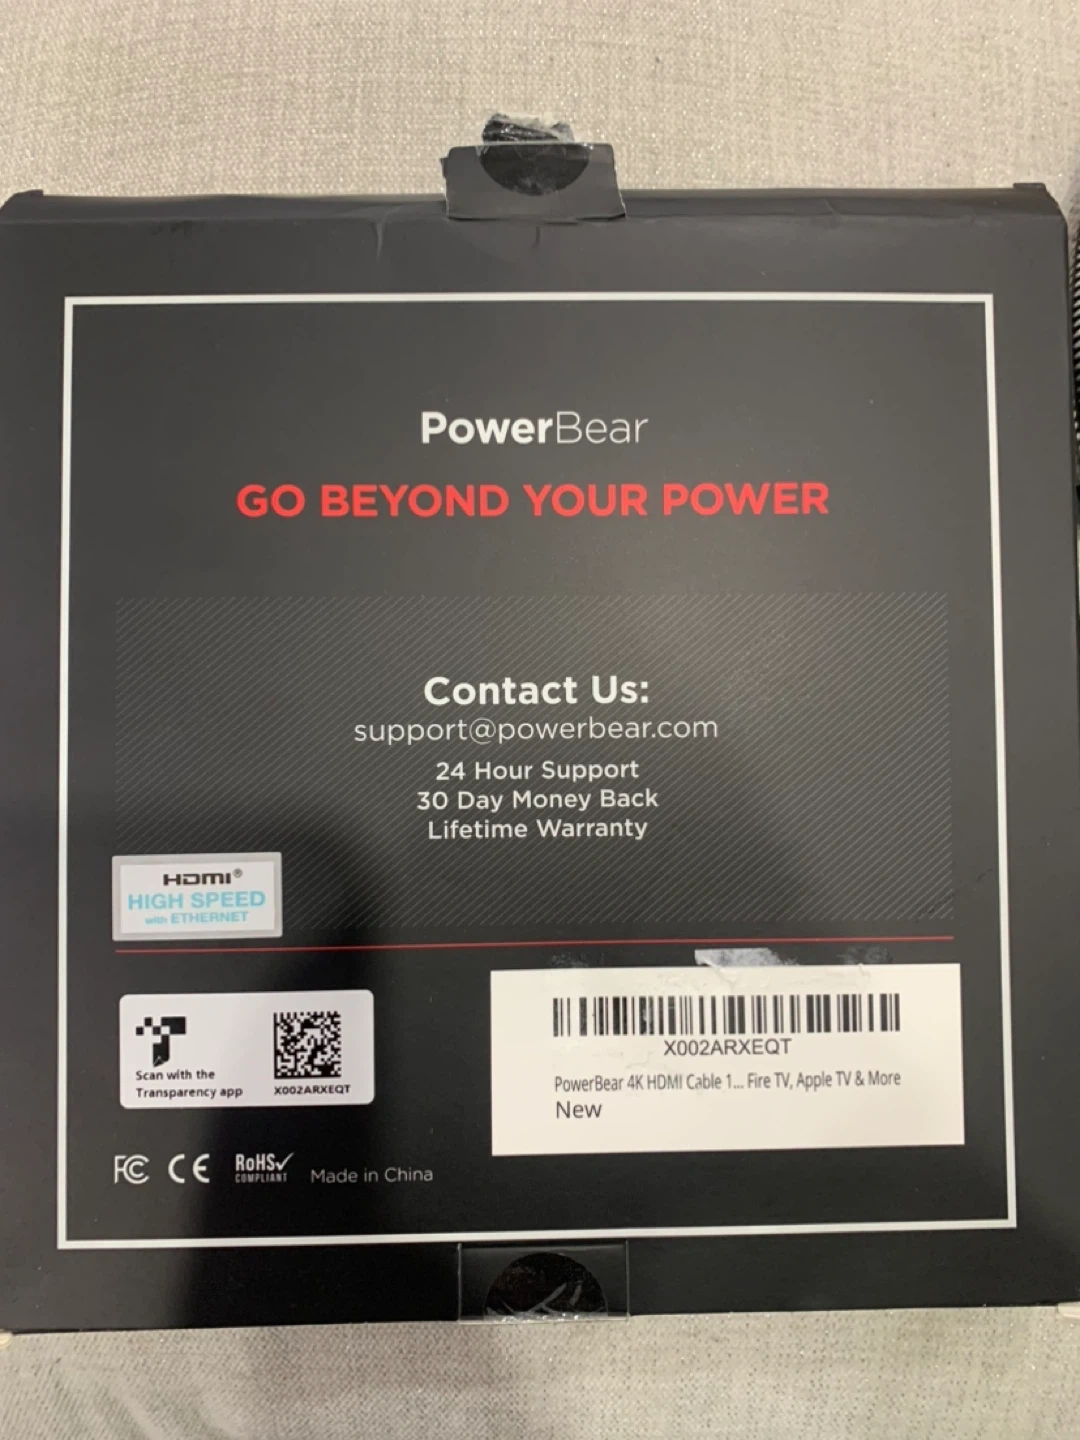 PowerBear
GO BEYOND YOUR POWER
Contact Us:
support@powerbear.com
24 Hour Support
30 Day Money Back
Lifetime Warranty
HDMI®
HIGH SPEED
with ETHERNET
Scan with the
Transparency app
X002ARXEQT
X002ARXEQT
PowerBear 4K HDMI Cable 1... Fire TV, Apple TV & More
New
FC CE RoHS✓
COMPLIANT
Made in China